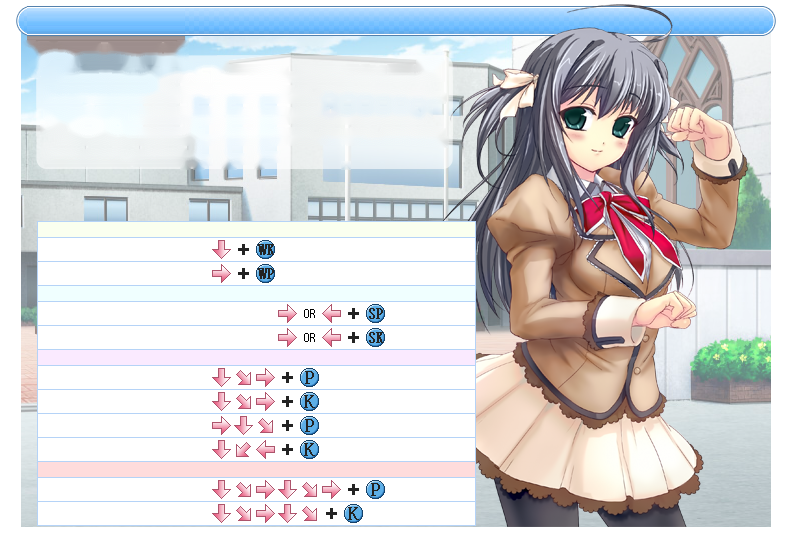 ↓ + WK
→ + WP
→ OR ← + SP
→ OR ← + SK
↓ ↘ → + P
↓ ↘ → + K
→ ↓ ↘ + P
↓ ↙ ← + K
↓ ↘ → ↓ ↘ → + P
↓ ↘ → ↓ ↘ + K